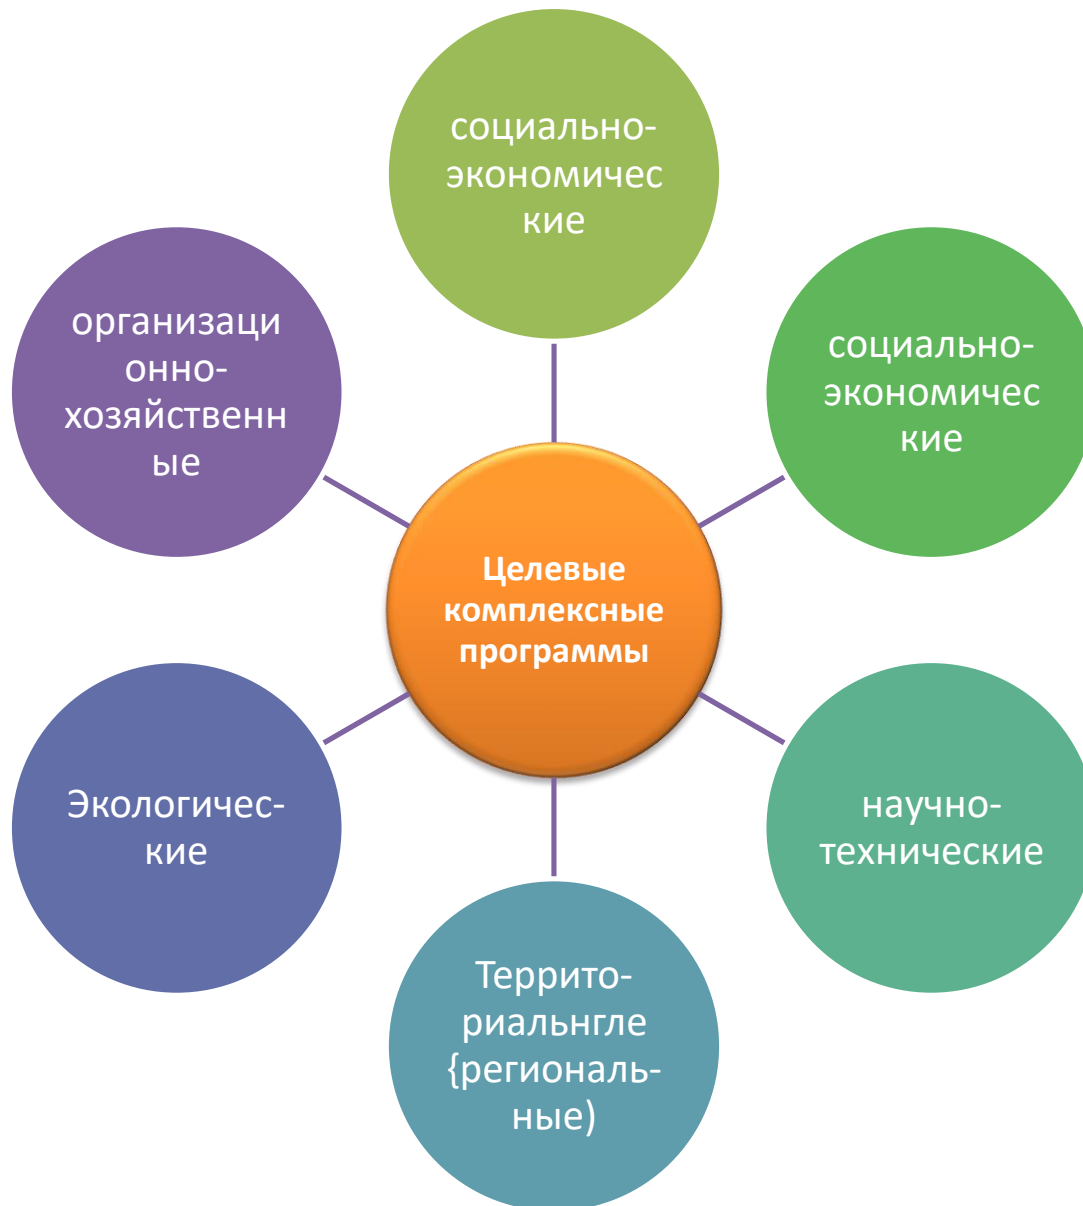 социально-
экономичес
кие
социально-
экономичес
кие
научно-
технические
Террито-
риальнгле
{региональ-
ные)
Экологичес-
кие
организаци
онно-
хозяйственн
ые
Целевые
комплексные
программы